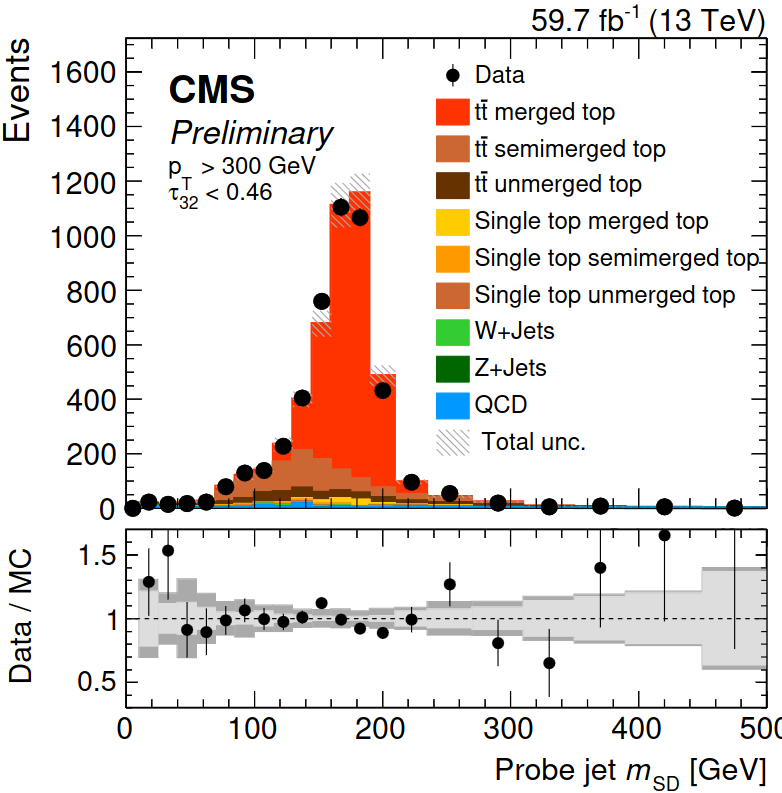 59.7 fb⁻¹ (13 TeV)
Events
1600
1400
1200
1000
800
600
400
200
0
CMS
Preliminary
p_T > 300 GeV
τ^T_32 < 0.46
Data
tt̄ merged top
tt̄ semimerged top
tt̄ unmerged top
Single top merged top
Single top semimerged top
Single top unmerged top
W+Jets
Z+Jets
QCD
Total unc.
Data / MC
1.5
1
0.5
0 100 200 300 400 500
Probe jet m_SD [GeV]